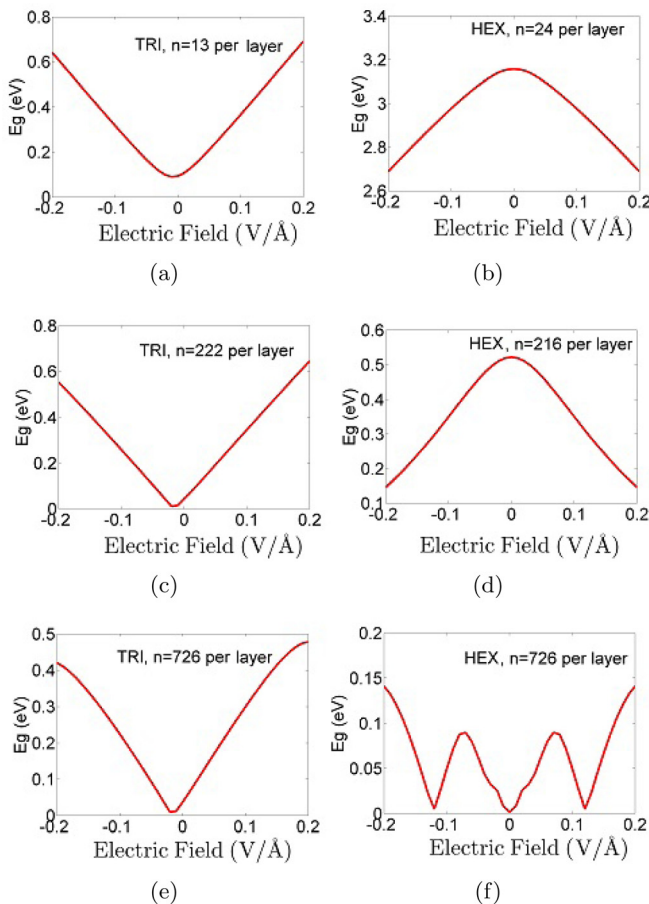 0.8
TRI, n=13 per layer
0.6
0.4
0.2
0
Eg (eV)
-0.2 -0.1 0 0.1 0.2
Electric Field (V/Å)
(a)
3.4
HEX, n=24 per layer
3.2
3
2.8
2.6
Eg (eV)
-0.2 -0.1 0 0.1 0.2
Electric Field (V/Å)
(b)
0.8
TRI, n=222 per layer
0.6
0.4
0.2
0
Eg (eV)
-0.2 -0.1 0 0.1 0.2
Electric Field (V/Å)
(c)
0.6
HEX, n=216 per layer
0.5
0.4
0.3
0.2
0.1
Eg (eV)
-0.2 -0.1 0 0.1 0.2
Electric Field (V/Å)
(d)
0.5
TRI, n=726 per layer
0.4
0.3
0.2
0.1
0
Eg (eV)
-0.2 -0.1 0 0.1 0.2
Electric Field (V/Å)
(e)
0.2
HEX, n=726 per layer
0.15
0.1
0.05
0
Eg (eV)
-0.2 -0.1 0 0.1 0.2
Electric Field (V/Å)
(f)